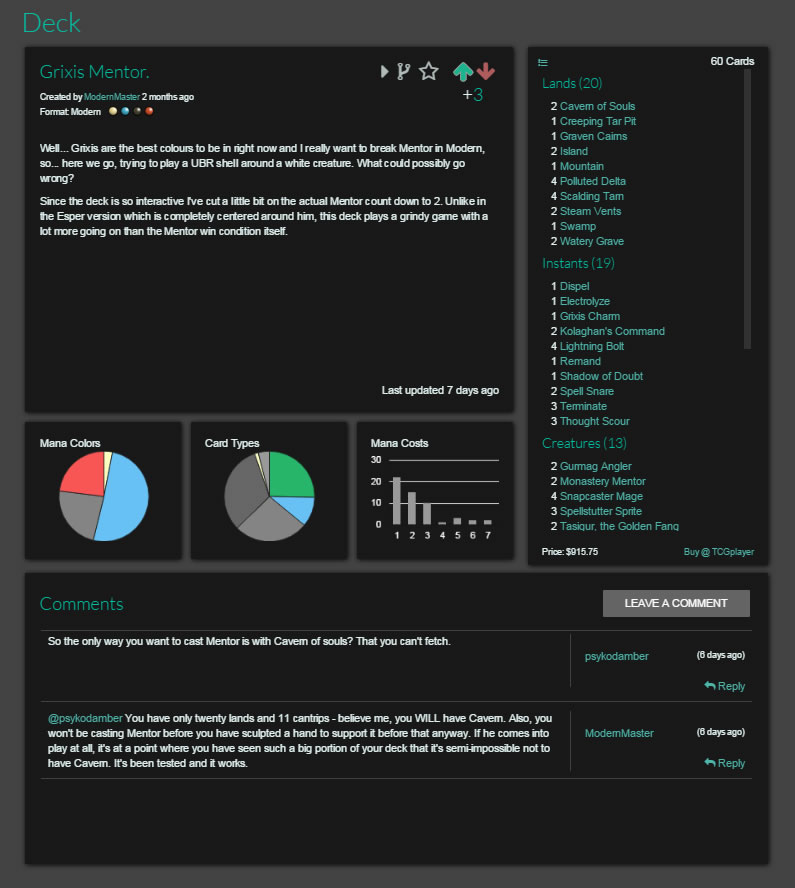 Deck
Grixis Mentor.
+3
Created by ModernMaster 2 months ago
Format: Modern
Well... Grixis are the best colours to be in right now and I really want to break Mentor in Modern,
so... here we go, trying to play a UBR shell around a white creature. What could possibly go
wrong?
Since the deck is so interactive I've cut a little bit on the actual Mentor count down to 2. Unlike in
the Esper version which is completely centered around him, this deck plays a grindy game with a
lot more going on than the Mentor win condition itself.
Last updated 7 days ago
60 Cards
Lands (20)
2 Cavern of Souls
1 Creeping Tar Pit
1 Graven Cairns
2 Island
1 Mountain
4 Polluted Delta
4 Scalding Tarn
2 Steam Vents
1 Swamp
2 Watery Grave
Instants (19)
1 Dispel
1 Electrolyze
1 Grixis Charm
2 Kolaghan's Command
4 Lightning Bolt
1 Remand
1 Shadow of Doubt
2 Spell Snare
3 Terminate
3 Thought Scour
Creatures (13)
2 Gurmag Angler
2 Monastery Mentor
4 Snapcaster Mage
3 Spellstutter Sprite
2 Tasigur, the Golden Fang
Price: $915.75
Buy @ TCGplayer
Mana Colors
Card Types
Mana Costs
30
20
10
0
1 2 3 4 5 6 7
Comments
LEAVE A COMMENT
So the only way you want to cast Mentor is with Cavern of souls? That you can't fetch.
psykodamber
(6 days ago)
Reply
@psykodamber You have only twenty lands and 11 cantrips - believe me, you WILL have Cavern. Also, you
won't be casting Mentor before you have sculpted a hand to support it before that anyway. If he comes into
play at all, it's at a point where you have seen such a big portion of your deck that it's semi-impossible not to
have Cavern. It's been tested and it works.
ModernMaster
(6 days ago)
Reply